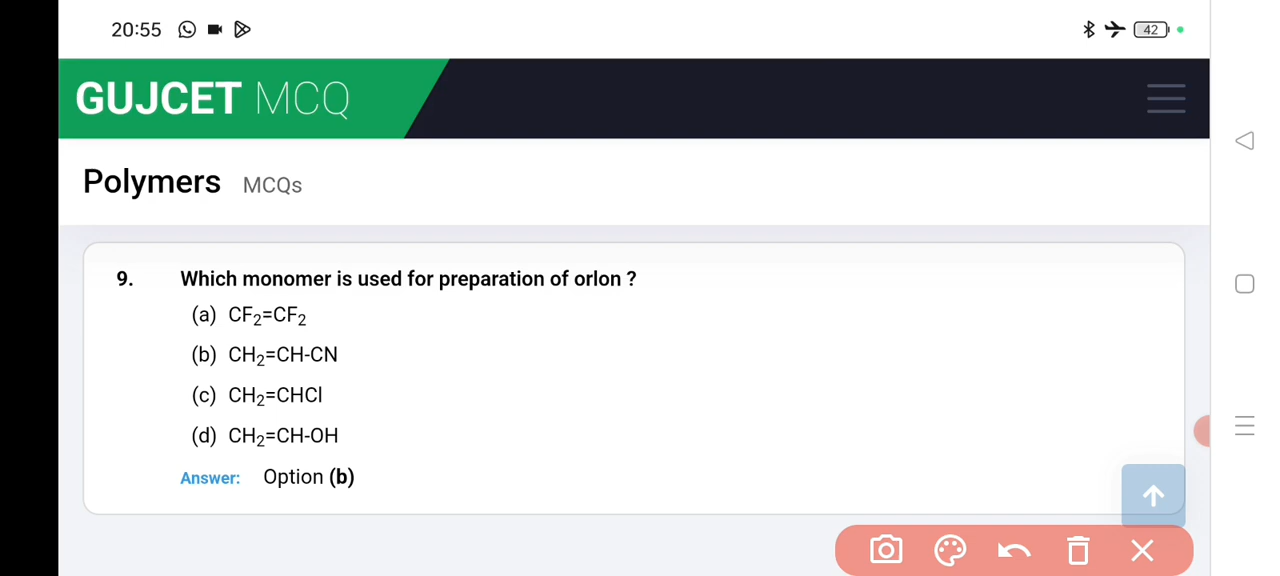 20:55
42
GUJCET MCQ
Polymers MCQs
9. Which monomer is used for preparation of orlon ?
(a) CF₂=CF₂
(b) CH₂=CH-CN
(c) CH₂=CHCl
(d) CH₂=CH-OH
Answer: Option (b)